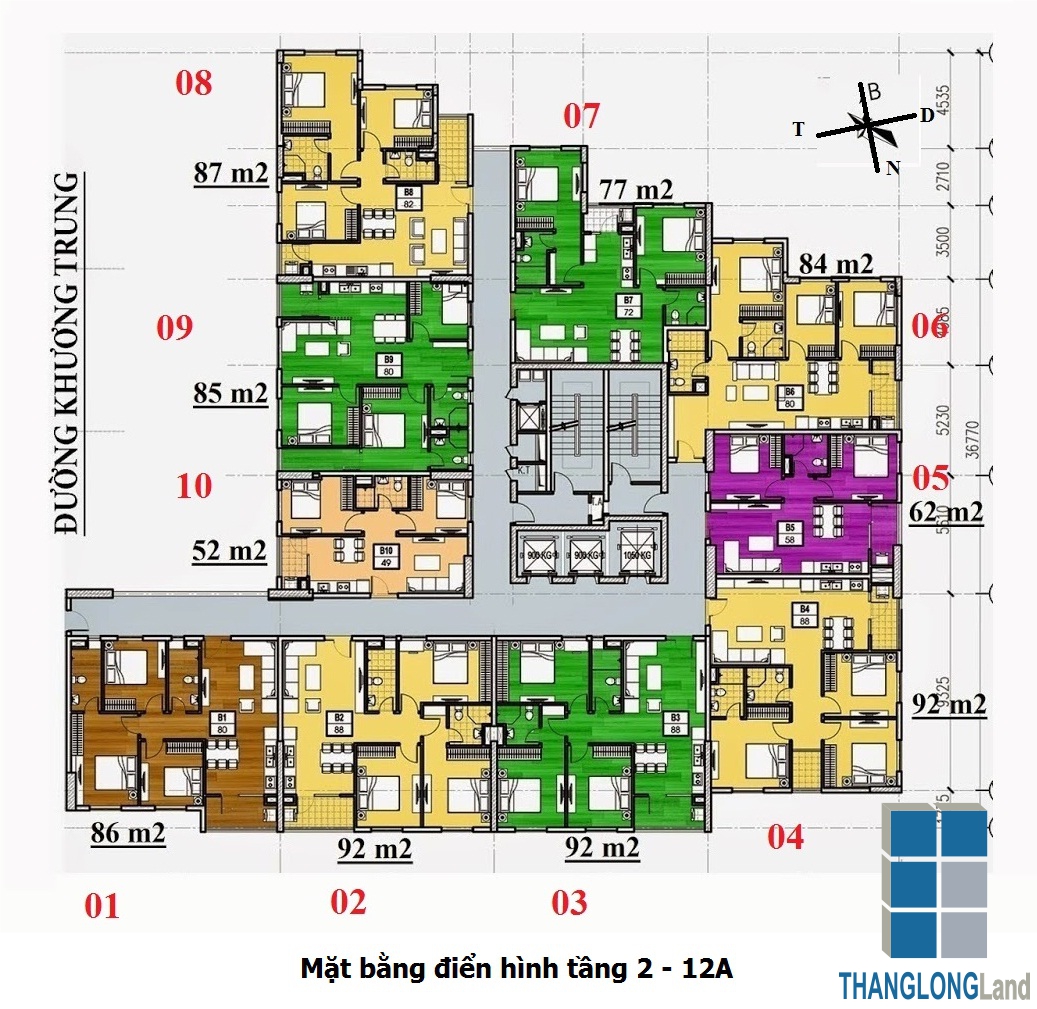 08
07
B
T
D
N
4535
87 m2
77 m2
2710
ĐƯỜNG KHƯƠNG TRUNG
B8
82
3500
84 m2
09
B7
72
06
B9
80
85 m2
B6
80
5230
36770
K.T
10
05
62 m2
B5
58
52 m2
B10
49
900 KG
900 KG
1050 KG
B4
88
B1
80
B2
88
B3
88
9325
92 m2
86 m2
92 m2
92 m2
04
01
02
03
Mặt bằng điển hình tầng 2 - 12A
THANGLONGLand